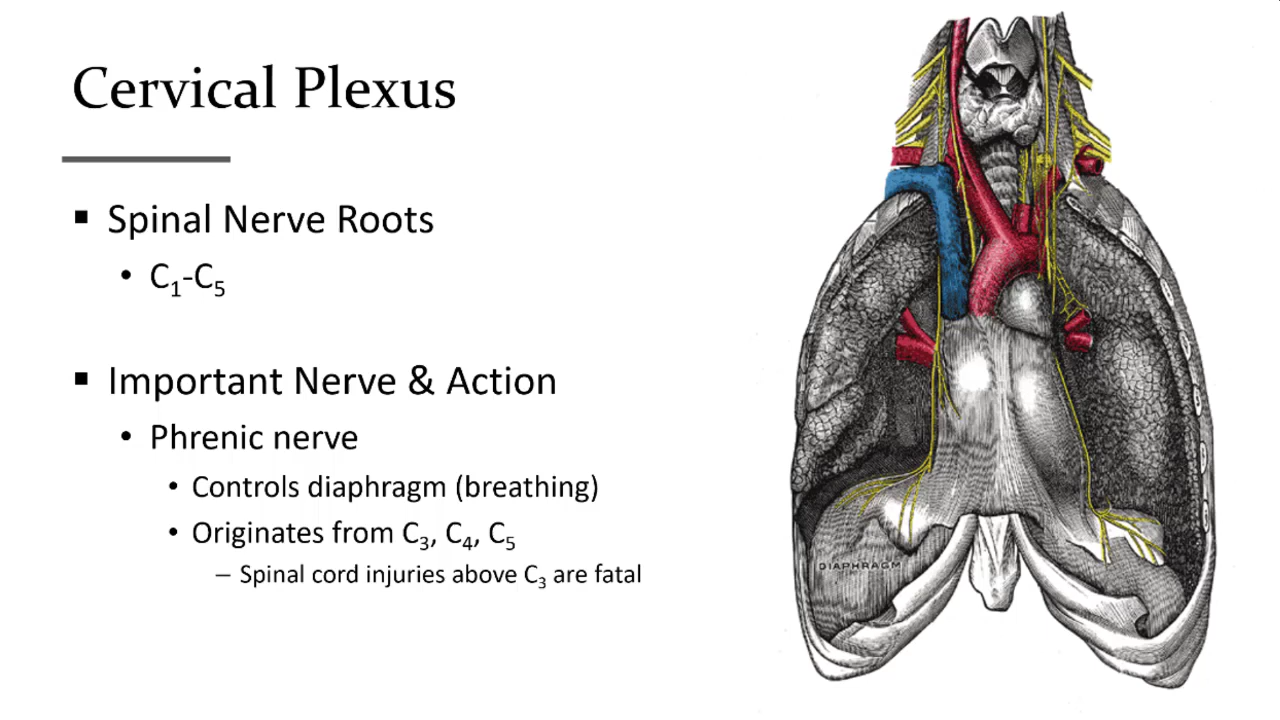 Cervical Plexus
▪ Spinal Nerve Roots
• C₁-C₅
▪ Important Nerve & Action
• Phrenic nerve
• Controls diaphragm (breathing)
• Originates from C₃, C₄, C₅
– Spinal cord injuries above C₃ are fatal
DIAPHRAGM